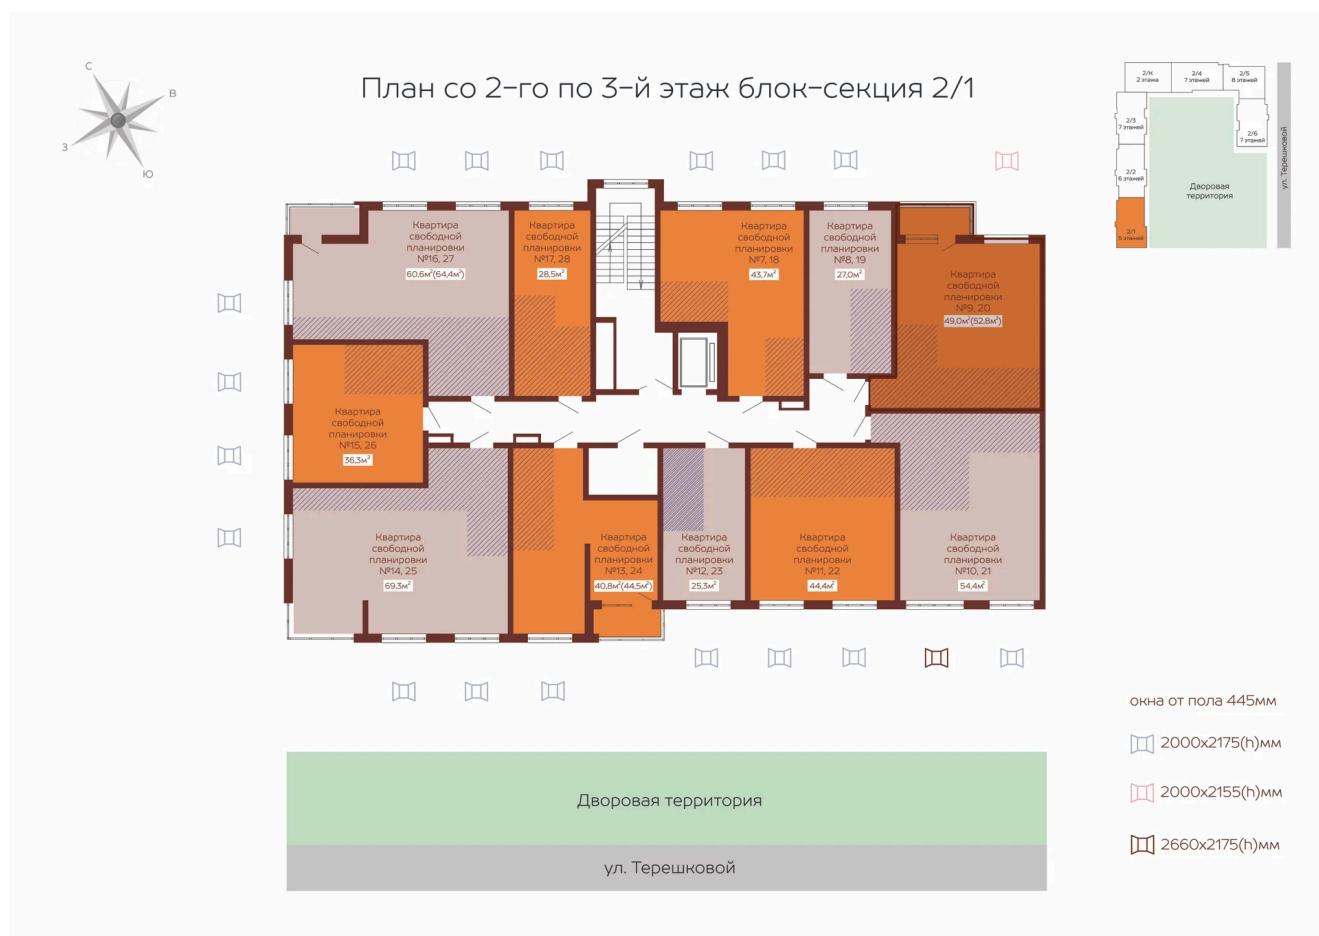 План со 2-го по 3-й этаж блок-секция 2/1
С
В
З
Ю
2/К
2 этажа
2/4
7 этажей
2/5
8 этажей
2/3
7 этажей
2/6
7 этажей
2/2
6 этажей
2/1
5 этажей
Дворовая
территория
ул. Терешковой
Квартира
свободной
планировки
№16, 27
60,6м²(64,4м²)
Квартира
свободной
планировки
№17, 28
28,5м²
Квартира
свободной
планировки
№7, 18
43,7м²
Квартира
свободной
планировки
№8, 19
27,0м²
Квартира
свободной
планировки
№9, 20
49,0м²(52,8м²)
Квартира
свободной
планировки
№15, 26
36,3м²
Квартира
свободной
планировки
№14, 25
69,3м²
Квартира
свободной
планировки
№13, 24
40,8м²(44,5м²)
Квартира
свободной
планировки
№12, 23
25,3м²
Квартира
свободной
планировки
№11, 22
44,4м²
Квартира
свободной
планировки
№10, 21
54,4м²
окна от пола 445мм
2000х2175(h)мм
2000х2155(h)мм
2660х2175(h)мм
Дворовая территория
ул. Терешковой